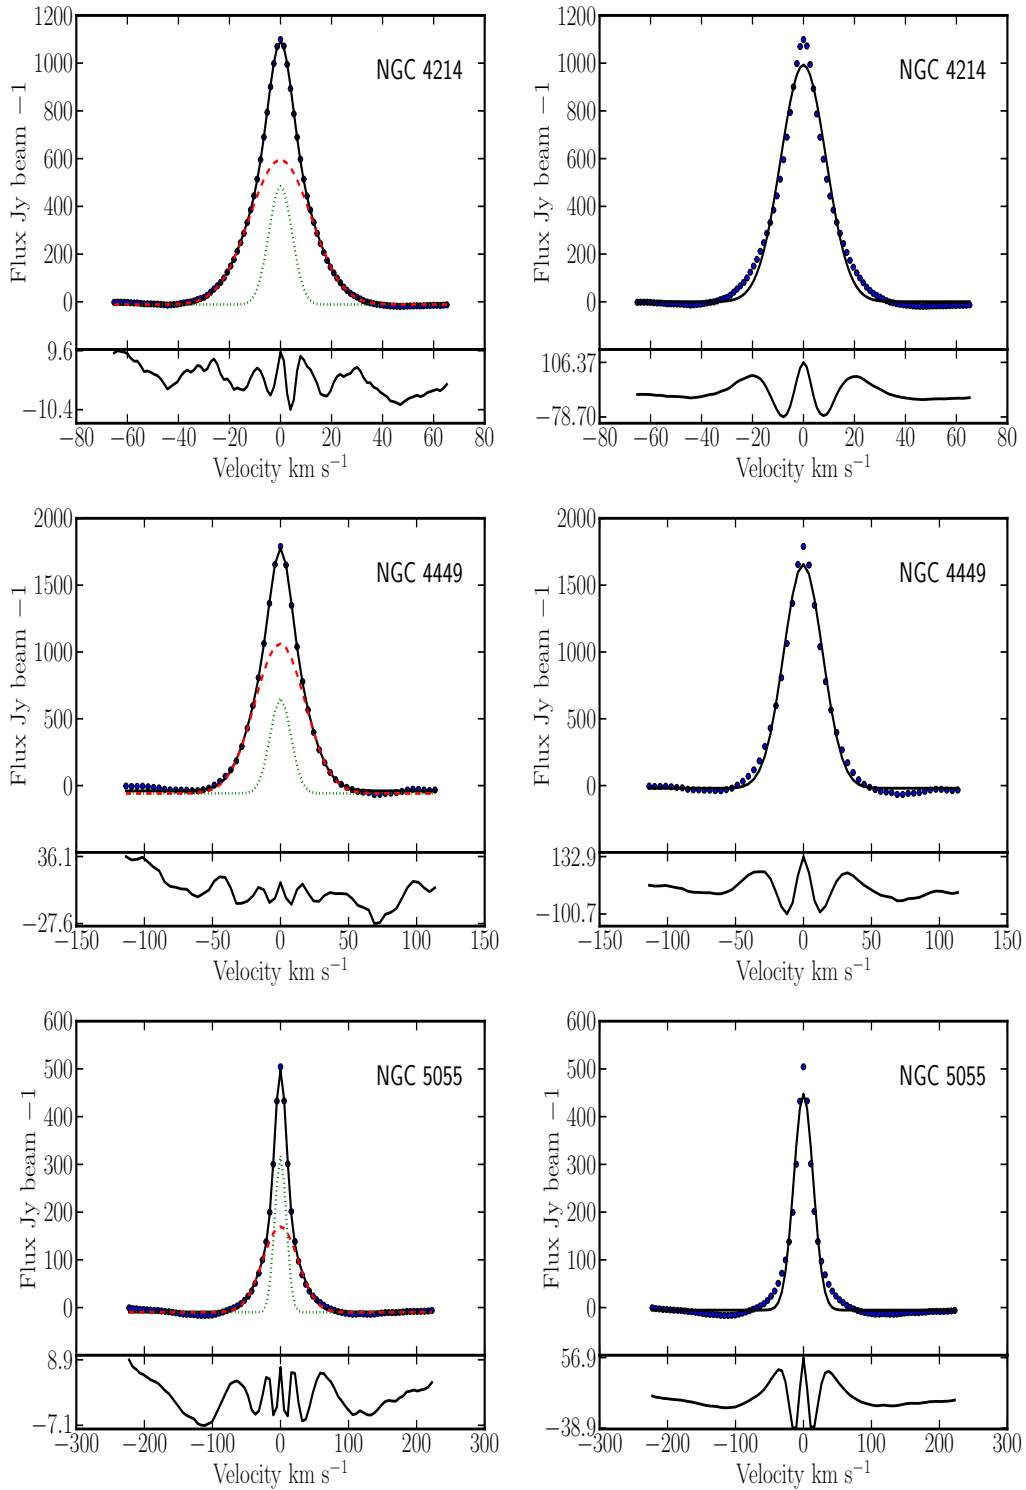 1200
1000
800
600
400
200
0
Flux Jy beam −1
NGC 4214
9.6
−10.4
−80 −60 −40 −20 0 20 40 60 80
Velocity km s−1
1200
1000
800
600
400
200
0
Flux Jy beam −1
NGC 4214
106.37
−78.70
−80 −60 −40 −20 0 20 40 60 80
Velocity km s−1
2000
1500
1000
500
0
Flux Jy beam −1
NGC 4449
36.1
−27.6
−150 −100 −50 0 50 100 150
Velocity km s−1
2000
1500
1000
500
0
Flux Jy beam −1
NGC 4449
132.9
−100.7
−150 −100 −50 0 50 100 150
Velocity km s−1
600
500
400
300
200
100
0
Flux Jy beam −1
NGC 5055
8.9
−7.1
−300 −200 −100 0 100 200 300
Velocity km s−1
600
500
400
300
200
100
0
Flux Jy beam −1
NGC 5055
56.9
−38.9
−300 −200 −100 0 100 200 300
Velocity km s−1